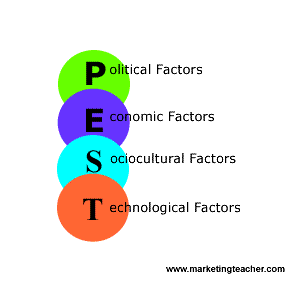 Political Factors
Economic Factors
Sociocultural Factors
Technological Factors
www.marketingteacher.com